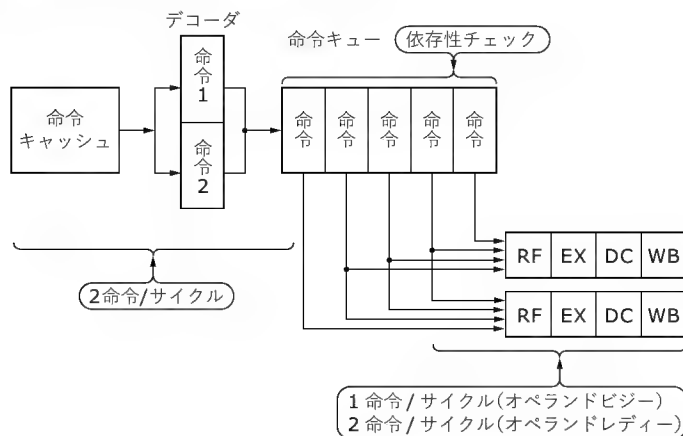 デコーダ
命令キュー
依存性チェック
命令
キャッシュ
命令1
命令2
命令
命令
命令
命令
命令
2命令/サイクル
RF EX DC WB
RF EX DC WB
1 命令/サイクル(オペランドビジー)
2 命令/サイクル(オペランドレディー)